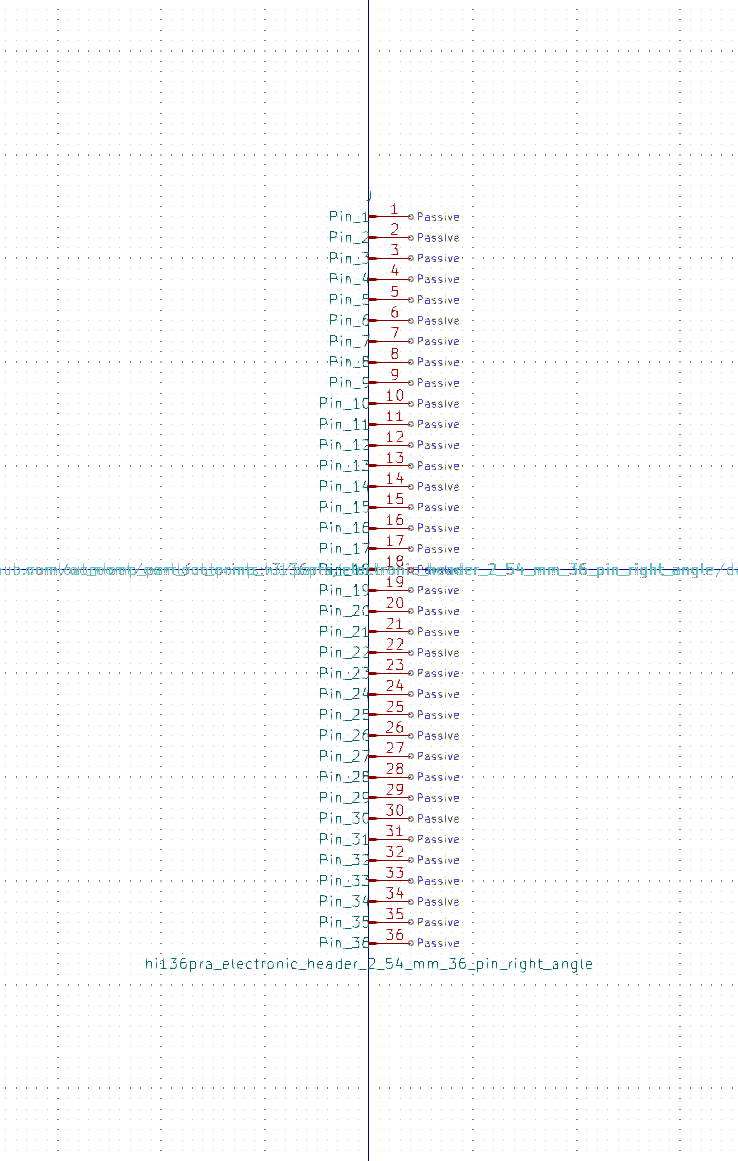 J
Pin_1 1 Passive
Pin_2 2 Passive
Pin_3 3 Passive
Pin_4 4 Passive
Pin_5 5 Passive
Pin_6 6 Passive
Pin_7 7 Passive
Pin_8 8 Passive
Pin_9 9 Passive
Pin_10 10 Passive
Pin_11 11 Passive
Pin_12 12 Passive
Pin_13 13 Passive
Pin_14 14 Passive
Pin_15 15 Passive
Pin_16 16 Passive
Pin_17 17 Passive
18
Pin_19 19 Passive
Pin_20 20 Passive
Pin_21 21 Passive
Pin_22 22 Passive
Pin_23 23 Passive
Pin_24 24 Passive
Pin_25 25 Passive
Pin_26 26 Passive
Pin_27 27 Passive
Pin_28 28 Passive
Pin_29 29 Passive
Pin_30 30 Passive
Pin_31 31 Passive
Pin_32 32 Passive
Pin_33 33 Passive
Pin_34 34 Passive
Pin_35 35 Passive
Pin_36 36 Passive
hi136pra_electronic_header_2_54_mm_36_pin_right_angle